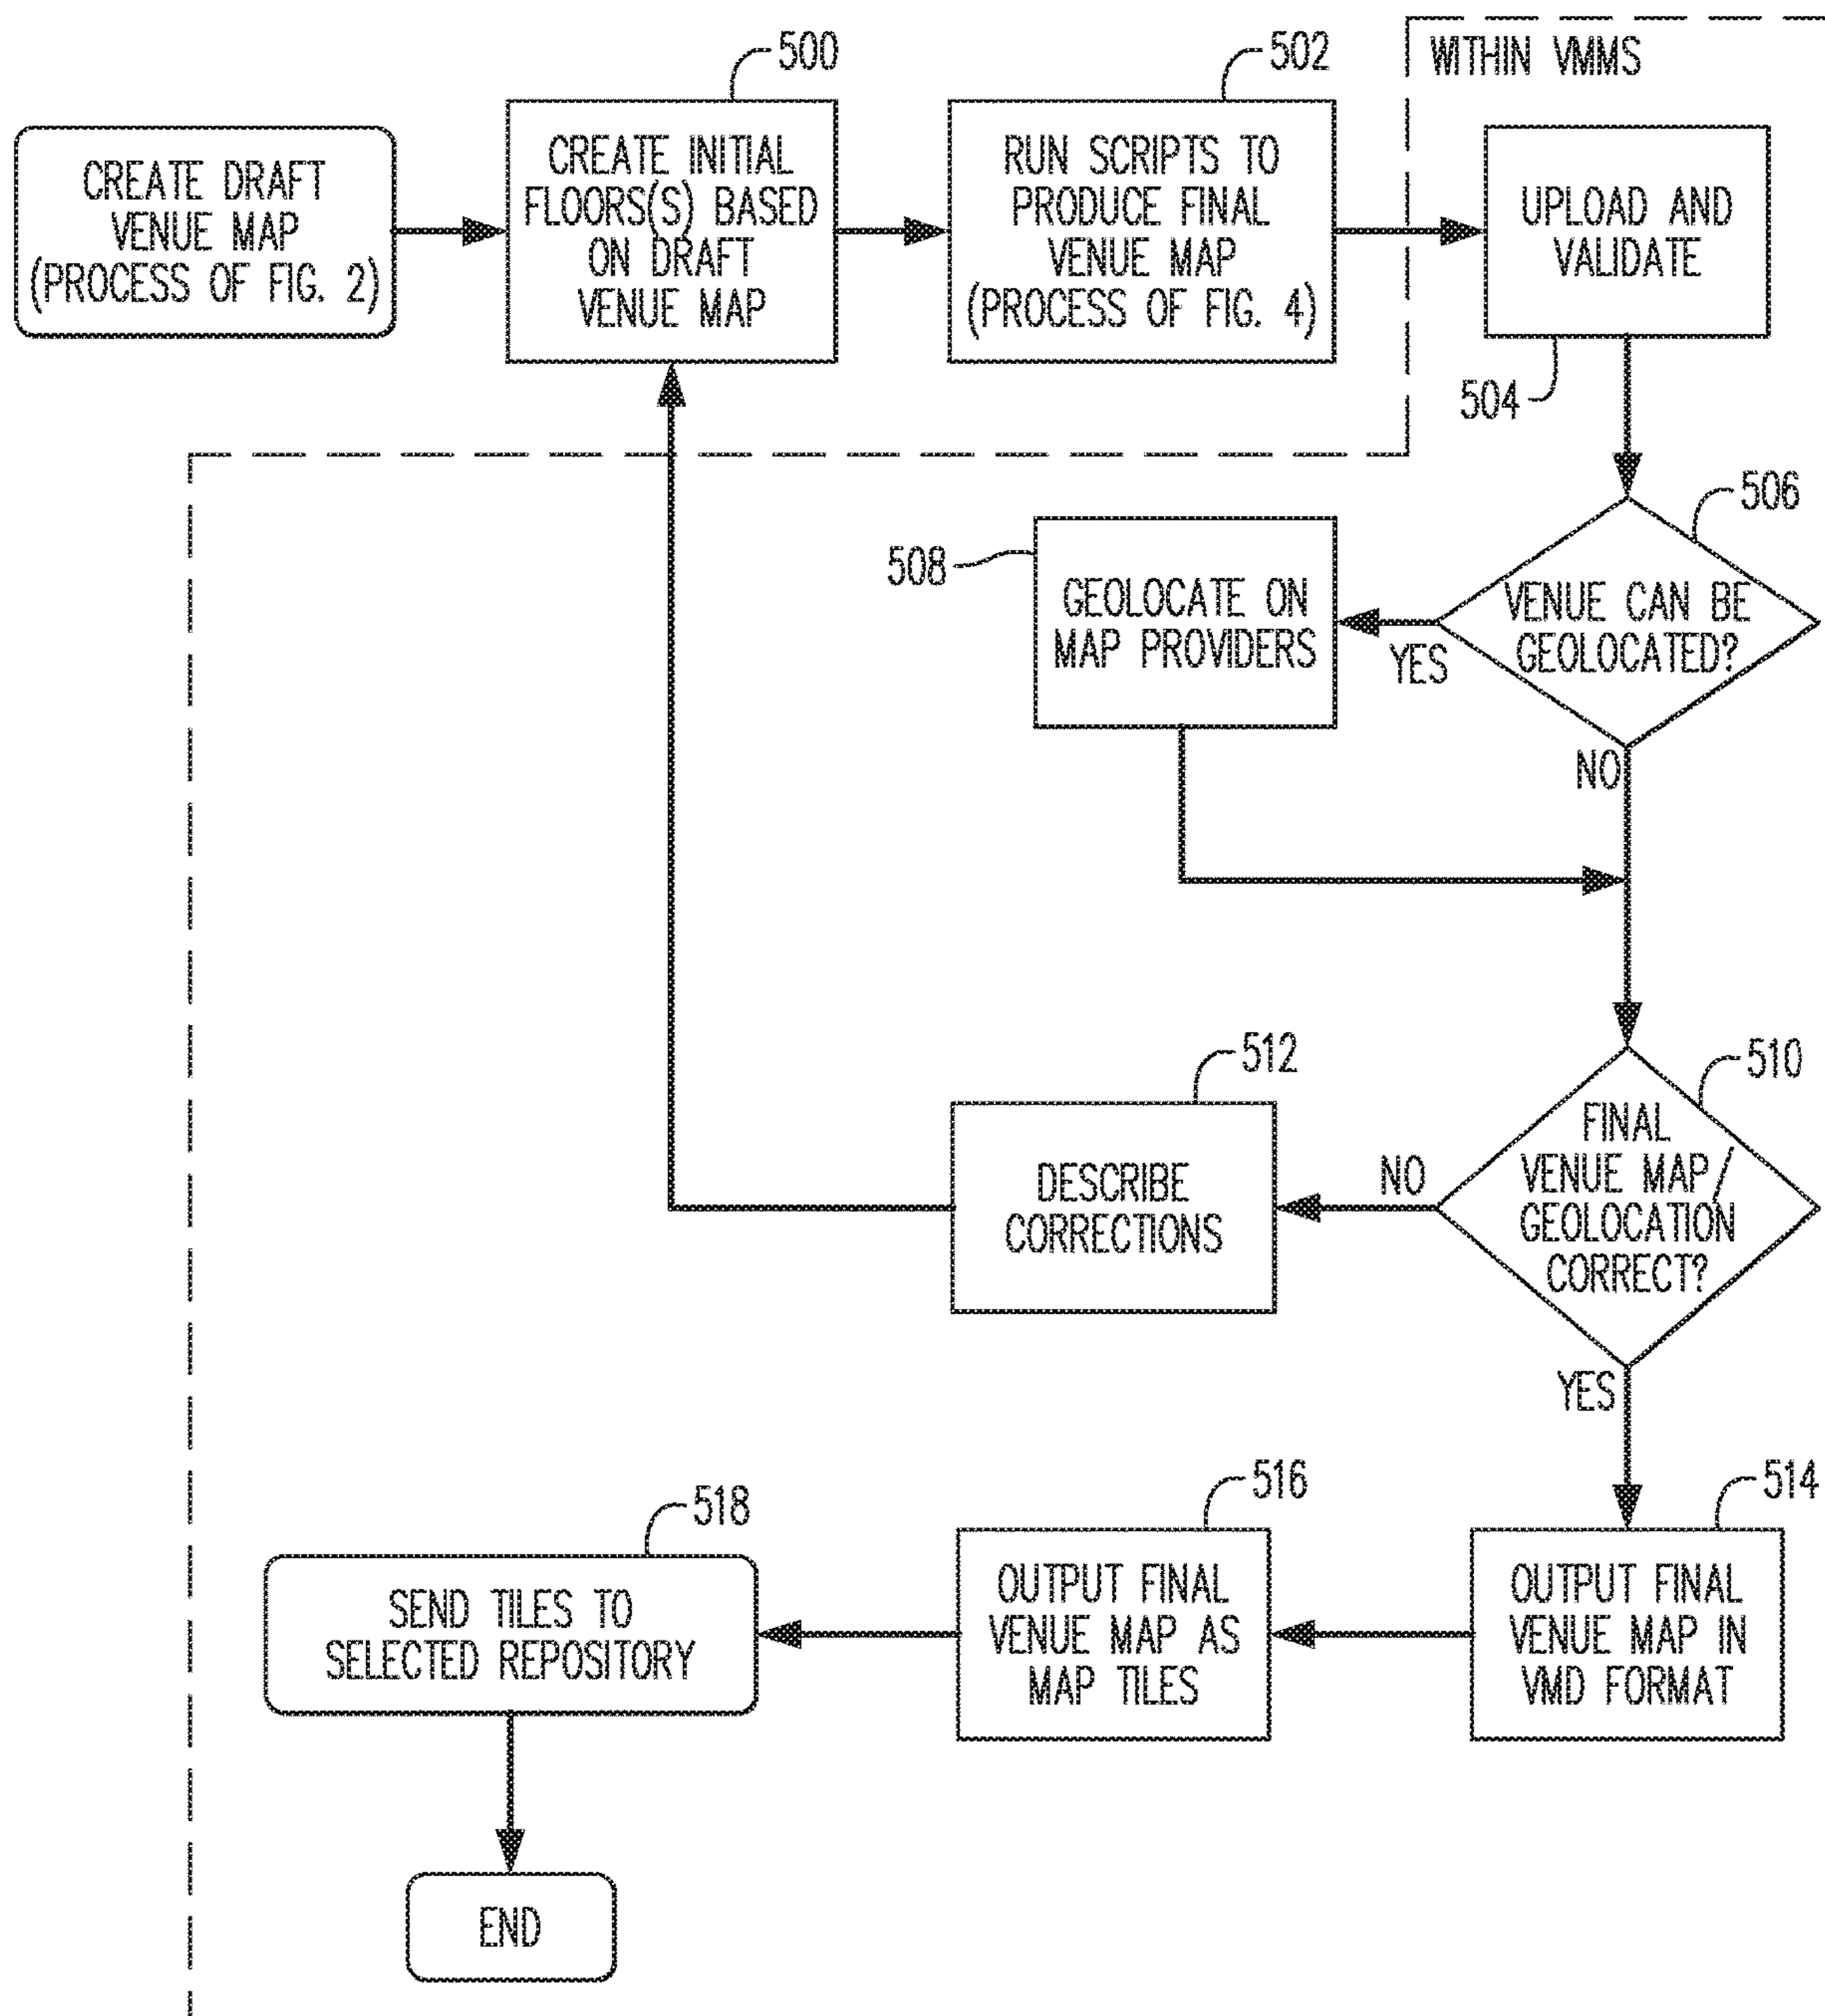 500
502
WITHIN VMMS
CREATE DRAFT
VENUE MAP
(PROCESS OF FIG. 2)
CREATE INITIAL
FLOORS(S) BASED
ON DRAFT
VENUE MAP
RUN SCRIPTS TO
PRODUCE FINAL
VENUE MAP
(PROCESS OF FIG. 4)
UPLOAD AND
VALIDATE
504
506
508
GEOLOCATE ON
MAP PROVIDERS
YES
VENUE CAN BE
GEOLOCATED?
NO
512
510
DESCRIBE
CORRECTIONS
NO
FINAL
VENUE MAP/
GEOLOCATION
CORRECT?
YES
518
516
514
SEND TILES TO
SELECTED REPOSITORY
OUTPUT FINAL
VENUE MAP AS
MAP TILES
OUTPUT FINAL
VENUE MAP IN
VMD FORMAT
END